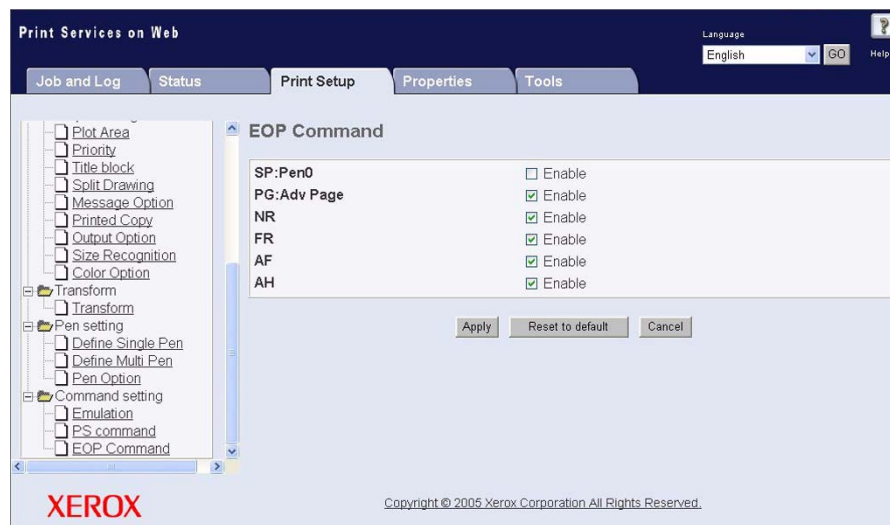 Print Services on Web
Language
English
GO
Help
Job and Log
Status
Print Setup
Properties
Tools
Plot Area
Priority
Title block
Split Drawing
Message Option
Printed Copy
Output Option
Size Recognition
Color Option
Transform
Transform
Pen setting
Define Single Pen
Define Multi Pen
Pen Option
Command setting
Emulation
PS command
EOP Command
EOP Command
SP:Pen0 Enable
PG:Adv Page Enable
NR Enable
FR Enable
AF Enable
AH Enable
Apply
Reset to default
Cancel
XEROX
Copyright © 2005 Xerox Corporation All Rights Reserved.